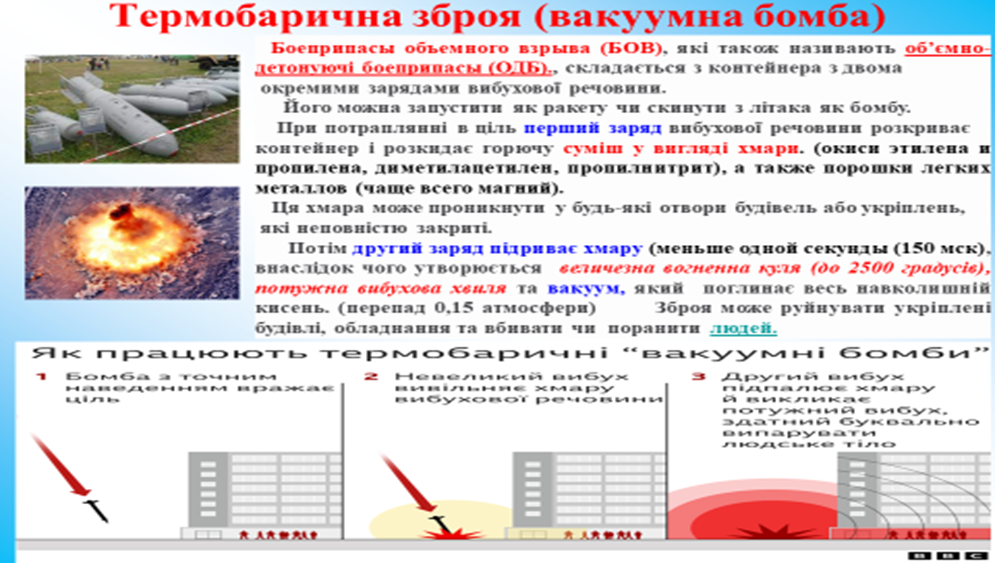 Термобарична зброя (вакуумна бомба)
Боеприпасы объемного взрыва (БОВ), які також називають об’ємно-
детонуючі боеприпасы (ОДБ)., складається з контейнера з двома
окремими зарядами вибухової речовини.
Його можна запустити як ракету чи скинути з літака як бомбу.
При потраплянні в ціль перший заряд вибухової речовини розкриває
контейнер і розкидає горючу суміш у вигляді хмари. (окиси этилена и
пропилена, диметилацетилен, пропилнитрит), а также порошки легких
металлов (чаще всего магний).
Ця хмара може проникнути у будь-які отвори будівель або укріплень,
які неповністю закриті.
Потім другий заряд підриває хмару (меньше одной секунды (150 мск),
внаслідок чого утворюється величезна вогненна куля (до 2500 градусів),
потужна вибухова хвиля та вакуум, який поглинає весь навколишній
кисень. (перепад 0,15 атмосфери) Зброя може руйнувати укріплені
будівлі, обладнання та вбивати чи поранити людей.
Як працюють термобаричні “вакуумні бомби”
1 Бомба з точним
наведенням вражає
ціль
2 Невеликий вибух
вивільняє хмару
вибухової речовини
3 Другий вибух
підпалює хмару
й викликає
потужний вибух,
здатний буквально
випарувати
людське тіло
BBC